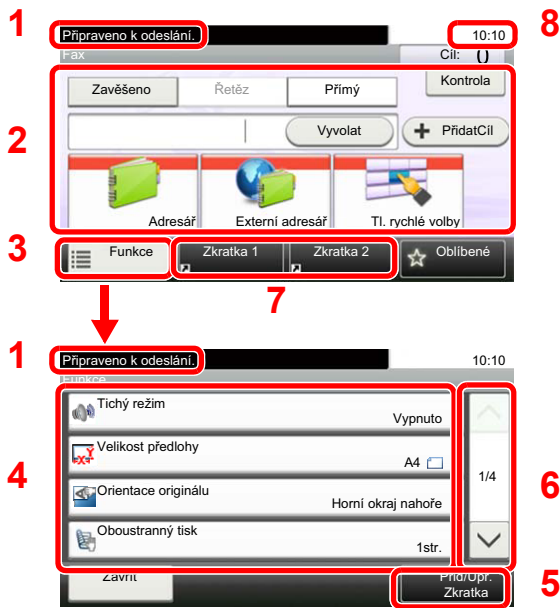 1
Připraveno k odeslání.
10:10
8
Fax
Cíl: 0
Zavěšeno
Řetěz
Přímý
Kontrola
2
Vyvolat
PřidatCíl
Adresář
Externí adresář
Tl. rychlé volby
3
Funkce
Zkratka 1
Zkratka 2
Oblíbené
7
1
Připraveno k odeslání.
10:10
Funkce
Tichý režim
Vypnuto
Velikost předlohy
A4
4
1/4
6
Orientace originálu
Horní okraj nahoře
Oboustranný tisk
1str.
Zavřít
Přid/Upr.
Zkratka
5